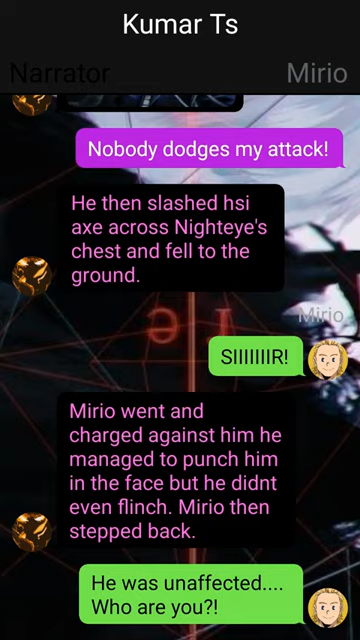 Kumar Ts
Narrator
Mirio
Nobody dodges my attack!
He then slashed hsi
axe across Nighteye's
chest and fell to the
ground.
Mirio
SIIIIIIR!
Mirio went and
charged against him he
managed to punch him
in the face but he didnt
even flinch. Mirio then
stepped back.
He was unaffected....
Who are you?!